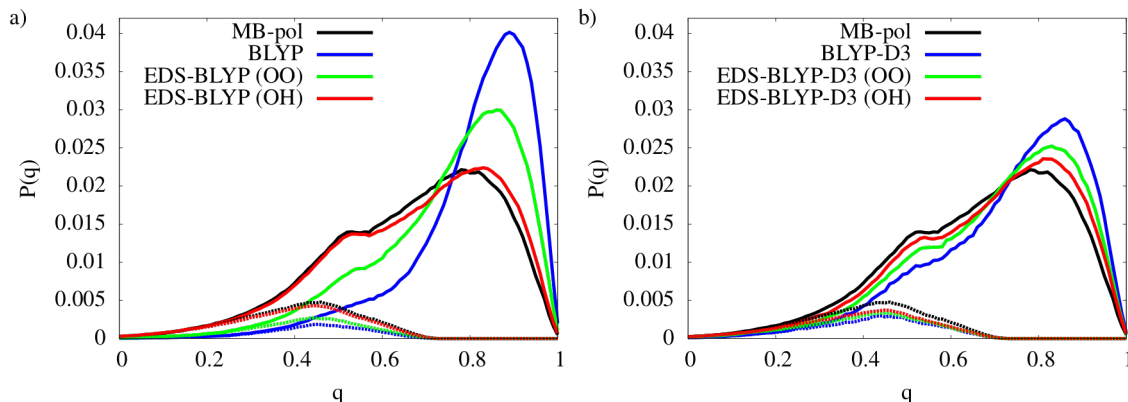 a)
MB-pol
BLYP
EDS-BLYP (OO)
EDS-BLYP (OH)
0.04
0.035
0.03
0.025
0.02
0.015
0.01
0.005
0
P(q)
0 0.2 0.4 0.6 0.8 1
q
b)
MB-pol
BLYP-D3
EDS-BLYP-D3 (OO)
EDS-BLYP-D3 (OH)
0.04
0.035
0.03
0.025
0.02
0.015
0.01
0.005
0
P(q)
0 0.2 0.4 0.6 0.8 1
q